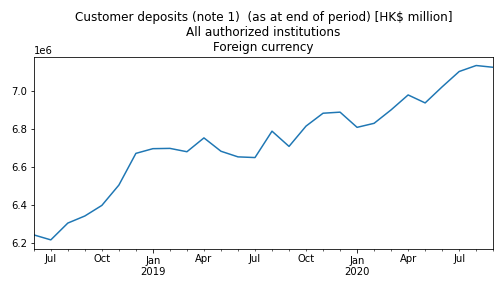 Customer deposits (note 1)  (as at end of period) [HK$ million]
All authorized institutions
Foreign currency
1e6
7.0
6.8
6.6
6.4
6.2
Jul Oct Jan Apr Jul Oct Jan Apr Jul
2019 2020